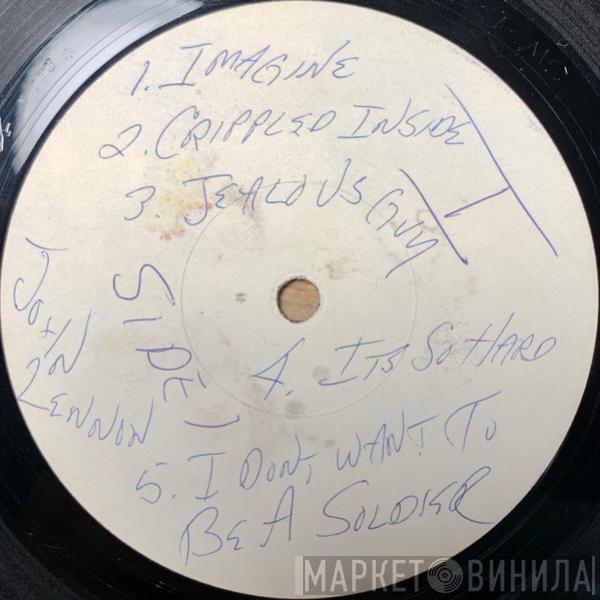 1. IMAGINE
2. CRIPPLED INSIDE
3. JEALOUS GUY
4. ITS SO HARD
5. I DONT WANT TO
BE A SOLDIER
SIDE 1
JOHN
LENNON
I
МАРКЕТ ВИНИЛА